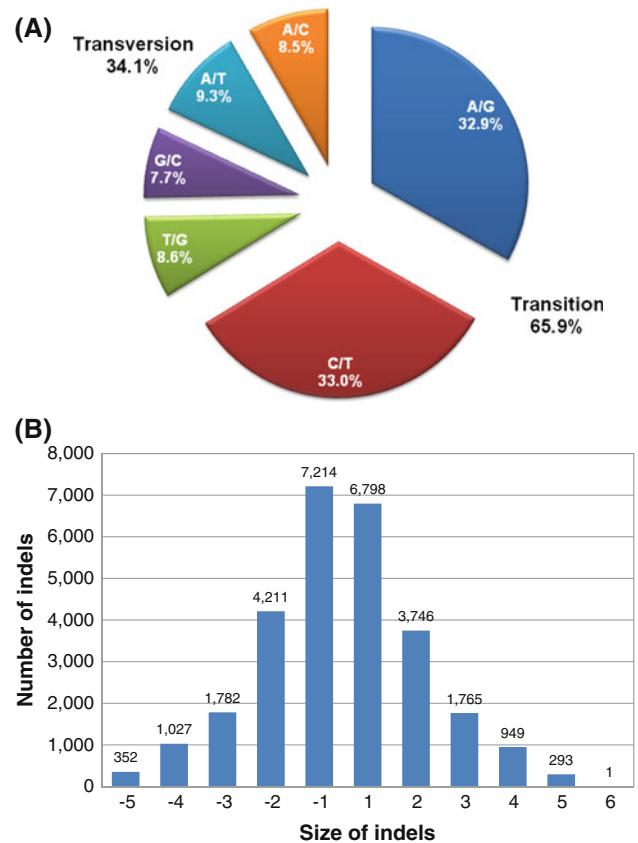 (A)
Transversion
34.1%
A/C
8.5%
A/T
9.3%
G/C
7.7%
T/G
8.6%
A/G
32.9%
Transition
65.9%
C/T
33.0%
(B)
Number of indels
8,000
7,000
6,000
5,000
4,000
3,000
2,000
1,000
0
352
1,027
1,782
4,211
7,214
6,798
3,746
1,765
949
293
1
-5 -4 -3 -2 -1 1 2 3 4 5 6
Size of indels